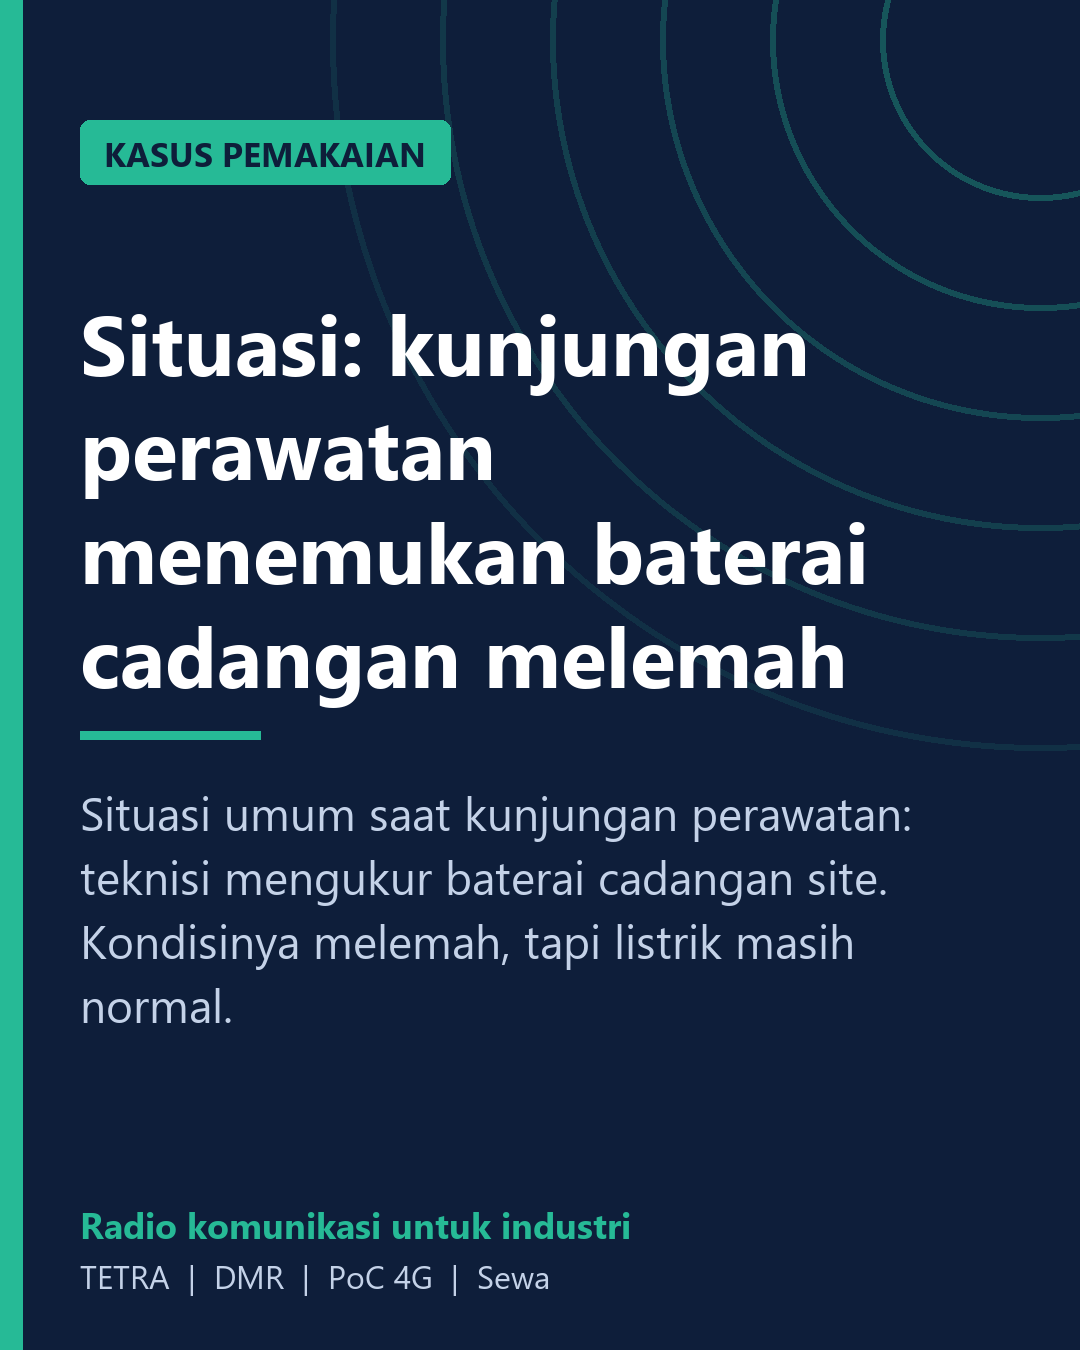 KASUS PEMAKAIAN
Situasi: kunjungan
perawatan
menemukan baterai
cadangan melemah
Situasi umum saat kunjungan perawatan:
teknisi mengukur baterai cadangan site.
Kondisinya melemah, tapi listrik masih
normal.
Radio komunikasi untuk industri
TETRA | DMR | PoC 4G | Sewa